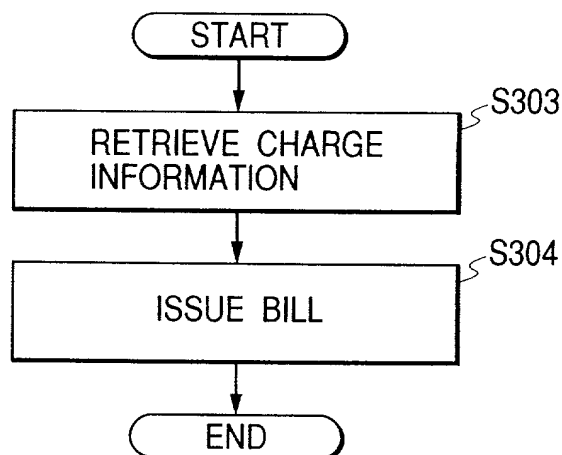 START
S303
RETRIEVE CHARGE
INFORMATION
S304
ISSUE BILL
END